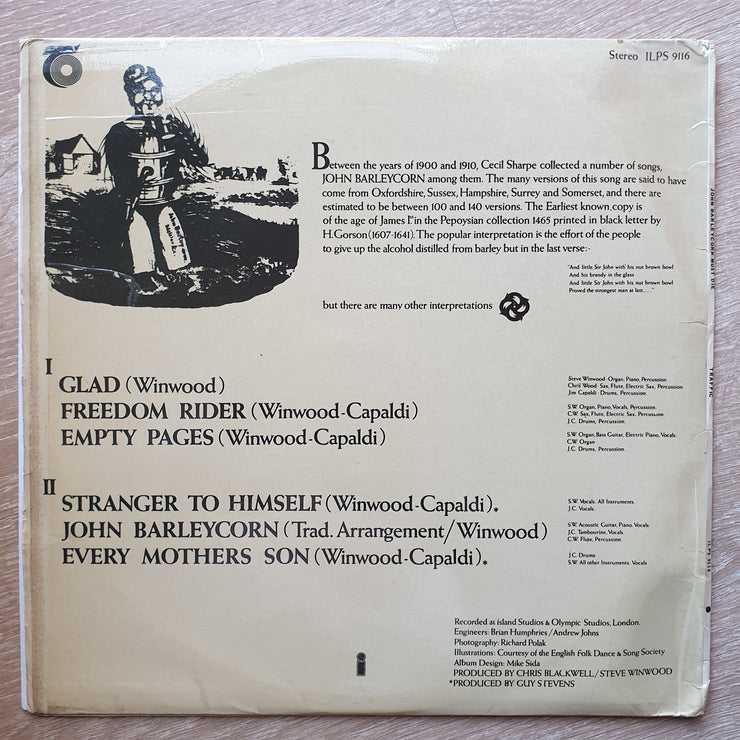 Stereo ILPS 9116
Between the years of 1900 and 1910, Cecil Sharpe collected a number of songs,
JOHN BARLEYCORN among them. The many versions of this song are said to have
come from Oxfordshire, Sussex, Hampshire, Surrey and Somerset, and there are
estimated to be between 100 and 140 versions. The Earliest known copy is
of the age of James I" in the Pepoysian collection 1465 printed in black letter by
H.Gorson (1607-1641). The popular interpretation is the effort of the people
to give up the alcohol distilled from barley but in the last verse:-
"And little Sir John with his nut brown bowl
And his brandy in the glass
And little Sir John with his nut brown bowl
Proved the strongest man at last....."
but there are many other interpretations
I
GLAD (Winwood)
Steve Winwood - Organ, Piano, Percussion.
Chris Wood - Sax, Flute, Electric Sax, Percussion.
Jim Capaldi - Drums, Percussion.
FREEDOM RIDER (Winwood-Capaldi)
S.W. Organ, Piano, Vocals, Percussion.
C.W. Sax, Flute, Electric Sax, Percussion.
J.C. Drums, Percussion.
EMPTY PAGES (Winwood-Capaldi)
S.W. Organ, Bass Guitar, Electric Piano, Vocals.
C.W. Organ
J.C. Drums, Percussion.
II
STRANGER TO HIMSELF (Winwood-Capaldi).*
S.W. Vocals. All Instruments.
J.C. Vocals.
JOHN BARLEYCORN (Trad. Arrangement/Winwood)
S.W. Acoustic Guitar, Piano, Vocals.
J.C. Tambourine, Vocals.
C.W. Flute, Percussion.
EVERY MOTHERS SON (Winwood-Capaldi).*
J.C. Drums.
S.W. All other Instruments. Vocals
Recorded at island Studios & Olympic Studios, London.
Engineers: Brian Humphries/Andrew Johns
Photography: Richard Polak
Illustrations: Courtesy of the English Folk Dance & Song Society
Album Design: Mike Sida
PRODUCED BY CHRIS BLACKWELL/STEVE WINWOOD
*PRODUCED BY GUY STEVENS
i
JOHN BARLEYCORN MUST DIE
TRAFFIC
ILPS 9116